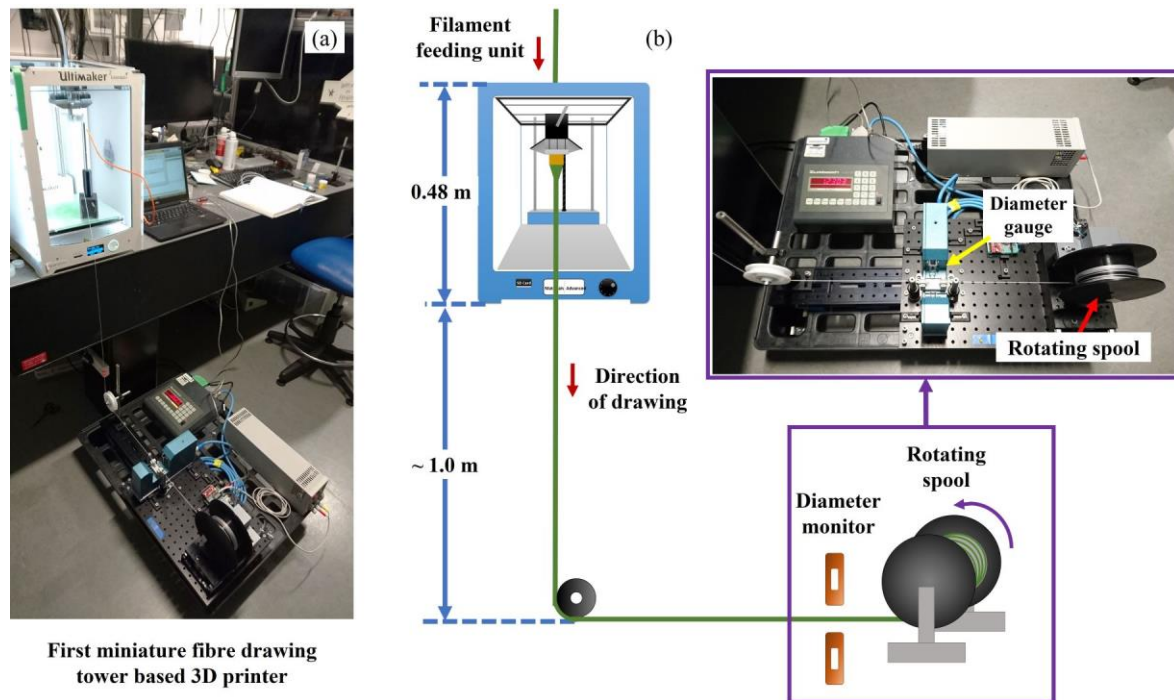 (a)
Ultimaker
First miniature fibre drawing
tower based 3D printer
Filament
feeding unit
(b)
0.48 m
~ 1.0 m
Direction
of drawing
Diameter
gauge
Rotating spool
Diameter
monitor
Rotating
spool